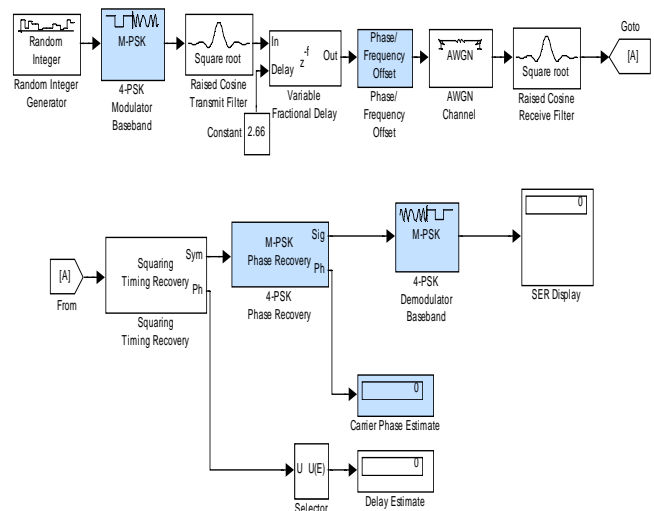 Random
Integer
Random Integer
Generator
M-PSK
4-PSK
Modulator
Baseband
Square root
Raised Cosine
Transmit Filter
Constant
2.66
In
Delay
-f
z
Out
Variable
Fractional Delay
Phase/
Frequency
Offset
Phase/
Frequency
Offset
AWGN
AWGN
Channel
Square root
Raised Cosine
Receive Filter
Goto
[A]
[A]
From
Squaring
Timing Recovery
Sym
Ph
Squaring
Timing Recovery
M-PSK
Phase Recovery
Sig
Ph
4-PSK
Phase Recovery
M-PSK
4-PSK
Demodulator
Baseband
0
SER Display
0
Carrier Phase Estimate
U U(E)
Selector
0
Delay Estimate